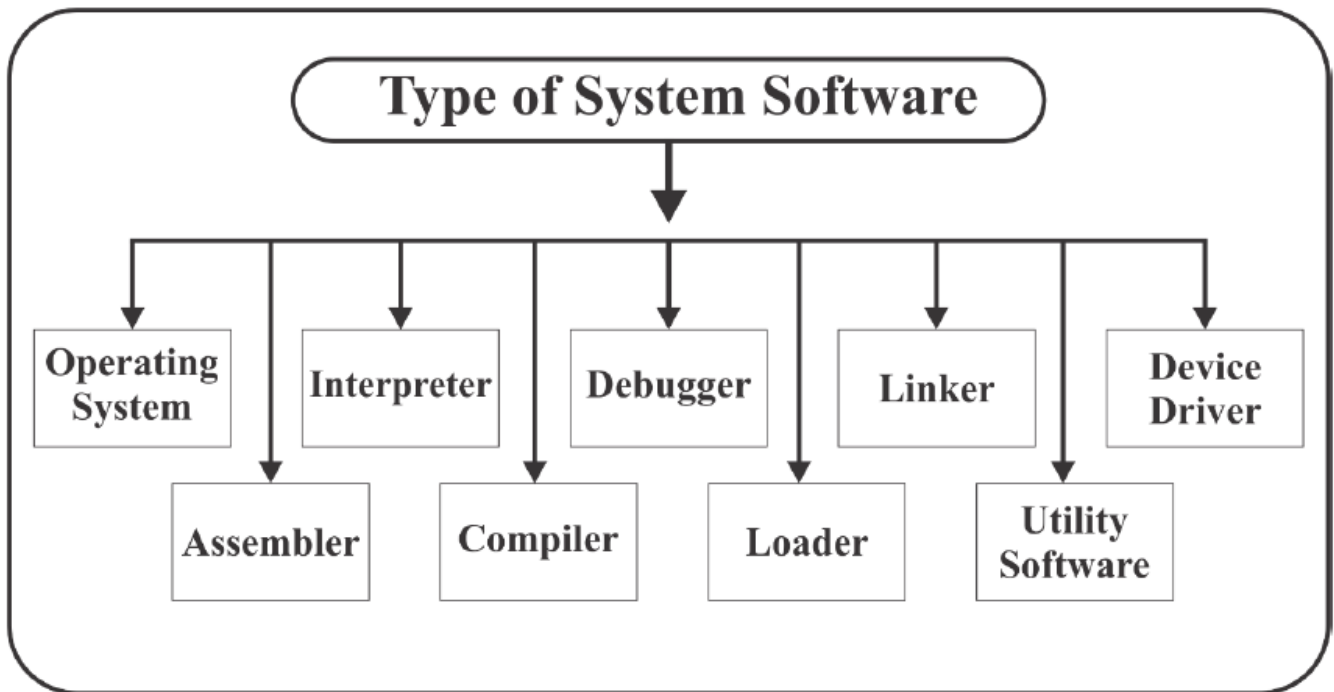 Type of System Software
Operating
System
Interpreter
Debugger
Linker
Device
Driver
Assembler
Compiler
Loader
Utility
Software